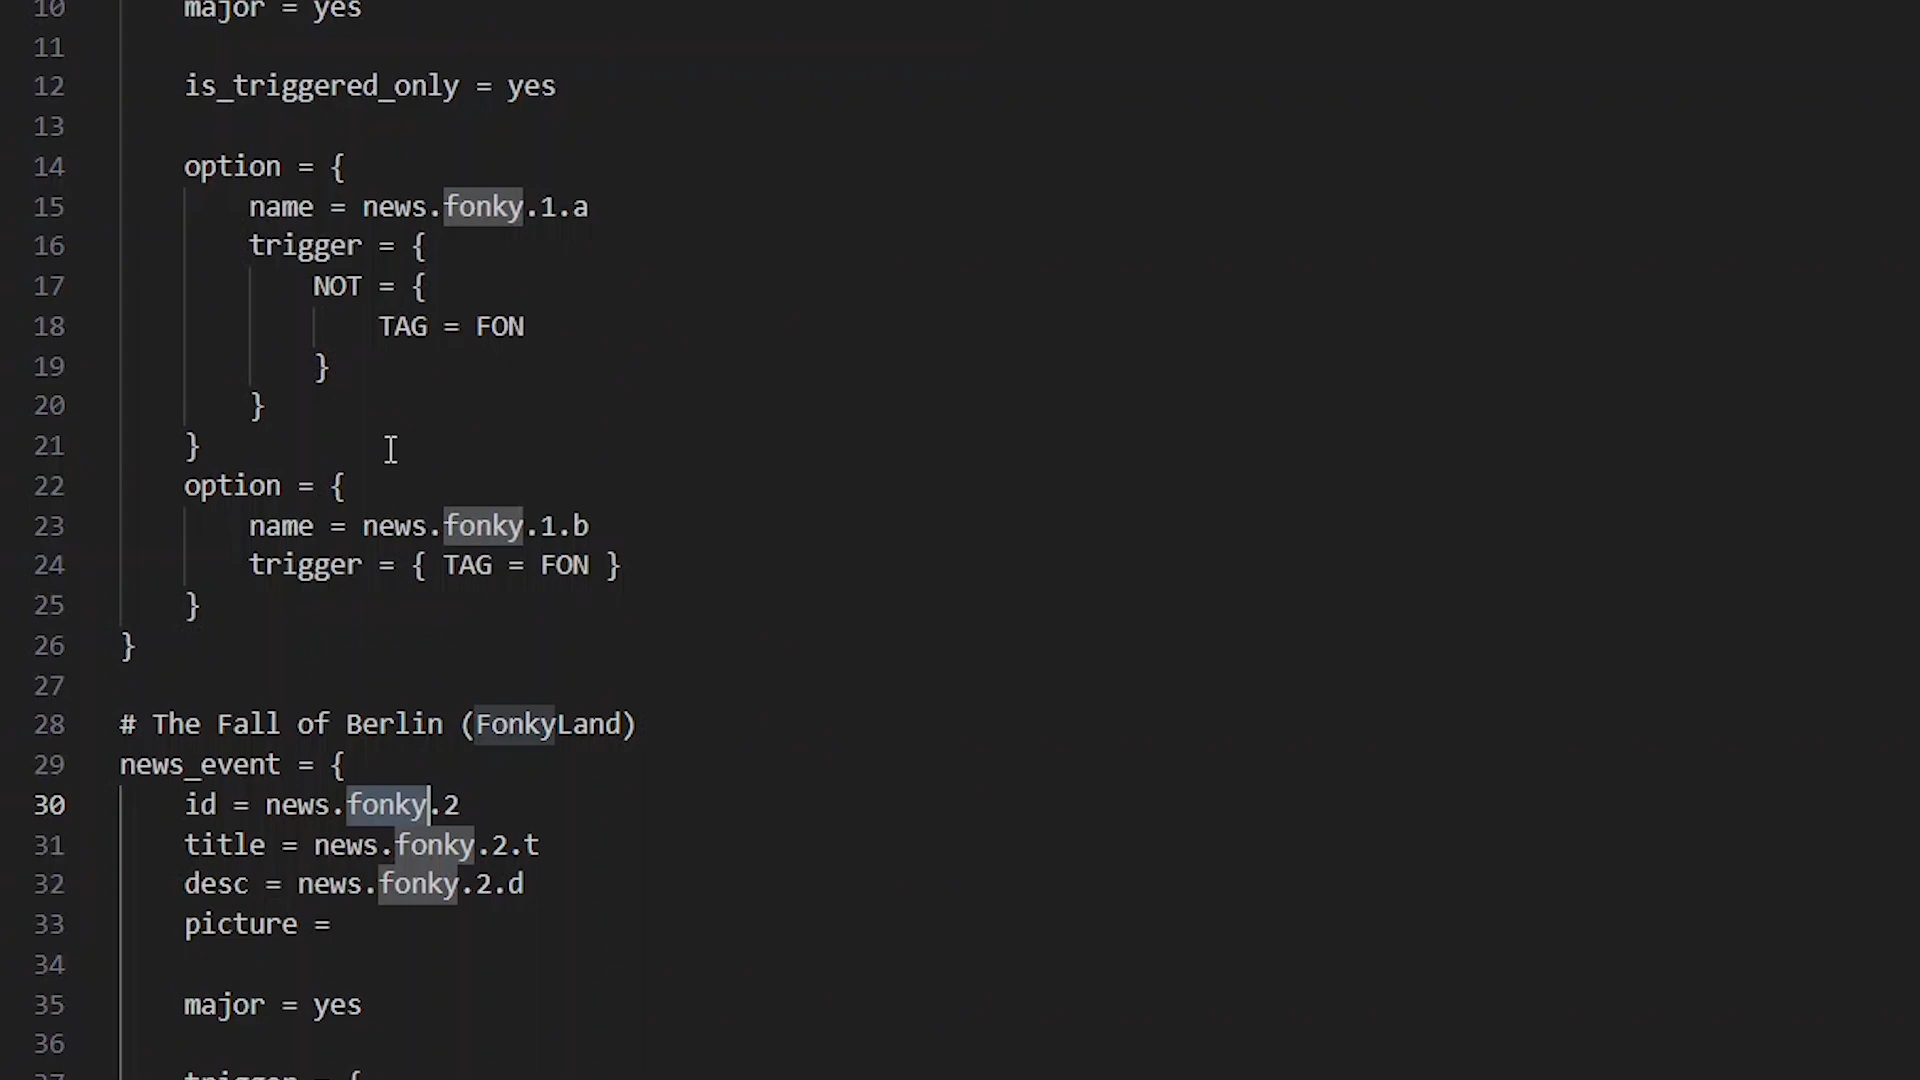 10 major = yes
11
12 is_triggered_only = yes
13
14 option = {
15 name = news.fonky.1.a
16 trigger = {
17 NOT = {
18 TAG = FON
19 }
20 }
21 }
22 option = {
23 name = news.fonky.1.b
24 trigger = { TAG = FON }
25 }
26 }
27
28 # The Fall of Berlin (FonkyLand)
29 news_event = {
30 id = news.fonky.2
31 title = news.fonky.2.t
32 desc = news.fonky.2.d
33 picture =
34
35 major = yes
36
37 trigger = {